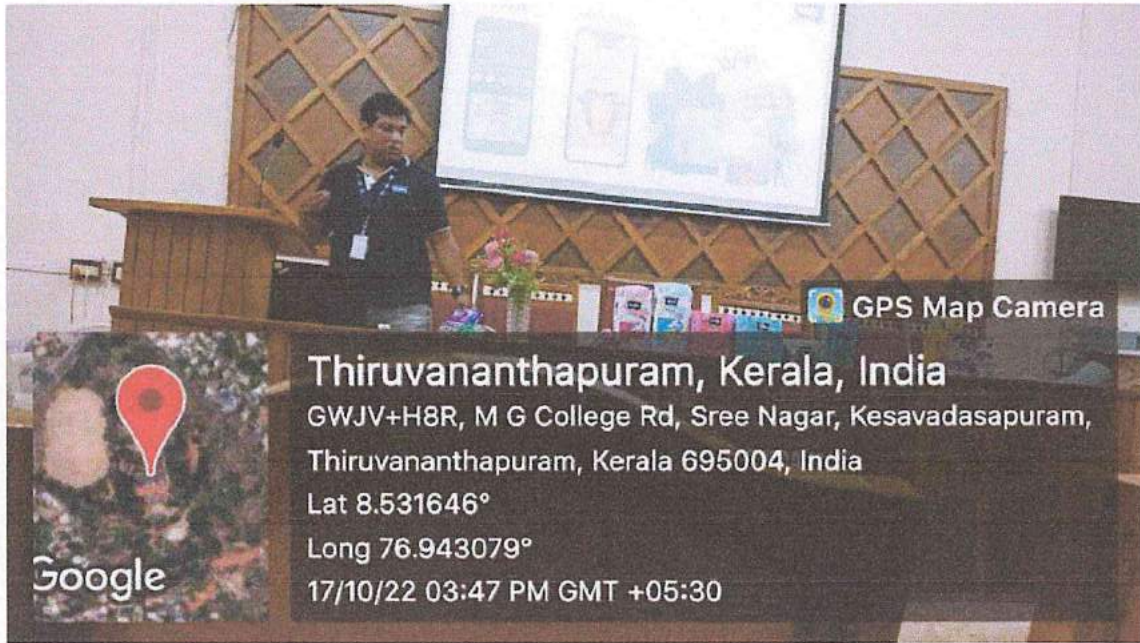 GPS Map Camera
Thiruvananthapuram, Kerala, India
GWJV+H8R, M G College Rd, Sree Nagar, Kesavadasapuram,
Thiruvananthapuram, Kerala 695004, India
Lat 8.531646°
Long 76.943079°
17/10/22 03:47 PM GMT +05:30
Google